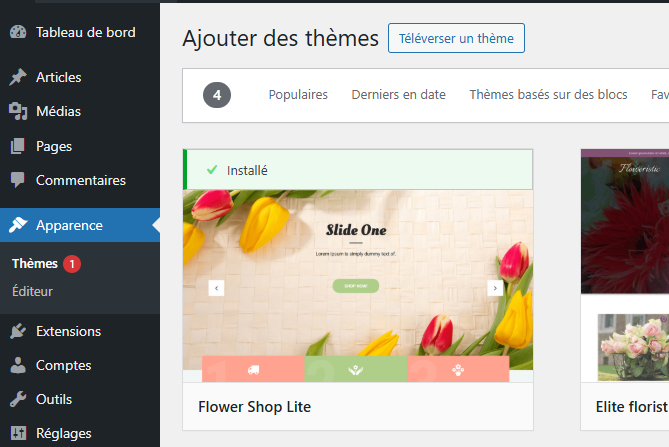 Tableau de bord
Articles
Médias
Pages
Commentaires
Apparence
Thèmes 1
Éditeur
Extensions
Comptes
Outils
Réglages
Ajouter des thèmes Téléverser un thème
4 Populaires Derniers en date Thèmes basés sur des blocs Fav
Installé
Slide One
Lorem Ipsum is simply dummy text of.
SHOP NOW
Flower Shop Lite
Floweristic
Elite florist